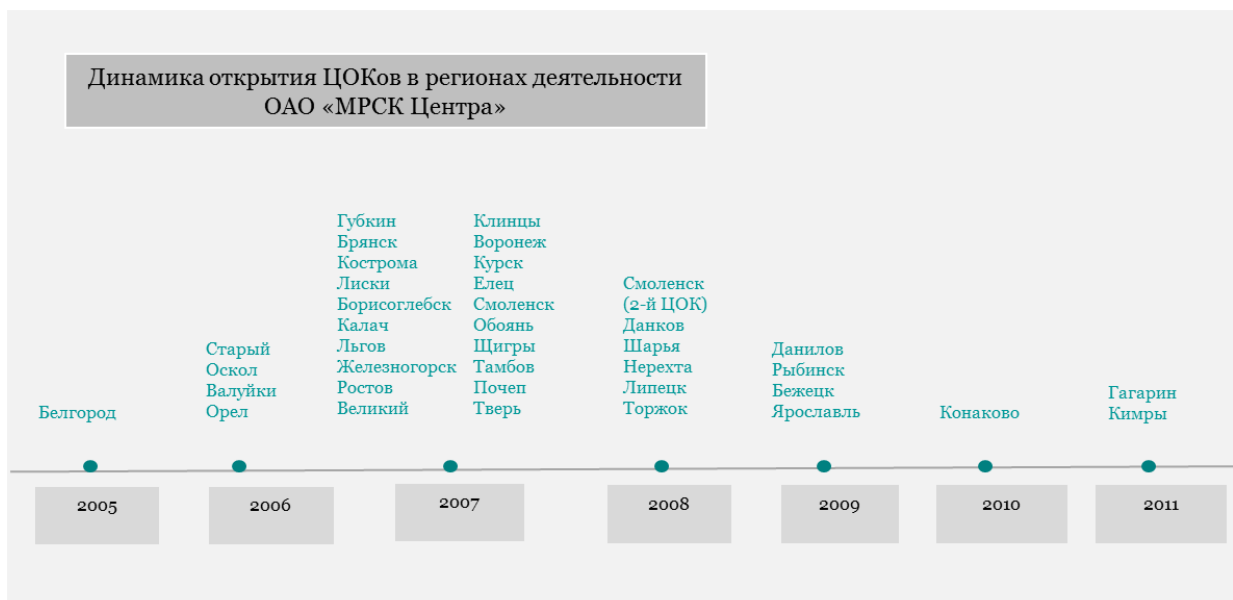 Динамика открытия ЦОКов в регионах деятельности
ОАО «МРСК Центра»
Белгород
Старый
Оскол
Валуйки
Орел
Губкин
Брянск
Кострома
Лиски
Борисоглебск
Калач
Льгов
Железногорск
Ростов
Великий
Клинцы
Воронеж
Курск
Елец
Смоленск
Обоянь
Щигры
Тамбов
Почеп
Тверь
Смоленск
(2-й ЦОК)
Данков
Шарья
Нерехта
Липецк
Торжок
Данилов
Рыбинск
Бежецк
Ярославль
Конаково
Гагарин
Кимры
2005
2006
2007
2008
2009
2010
2011